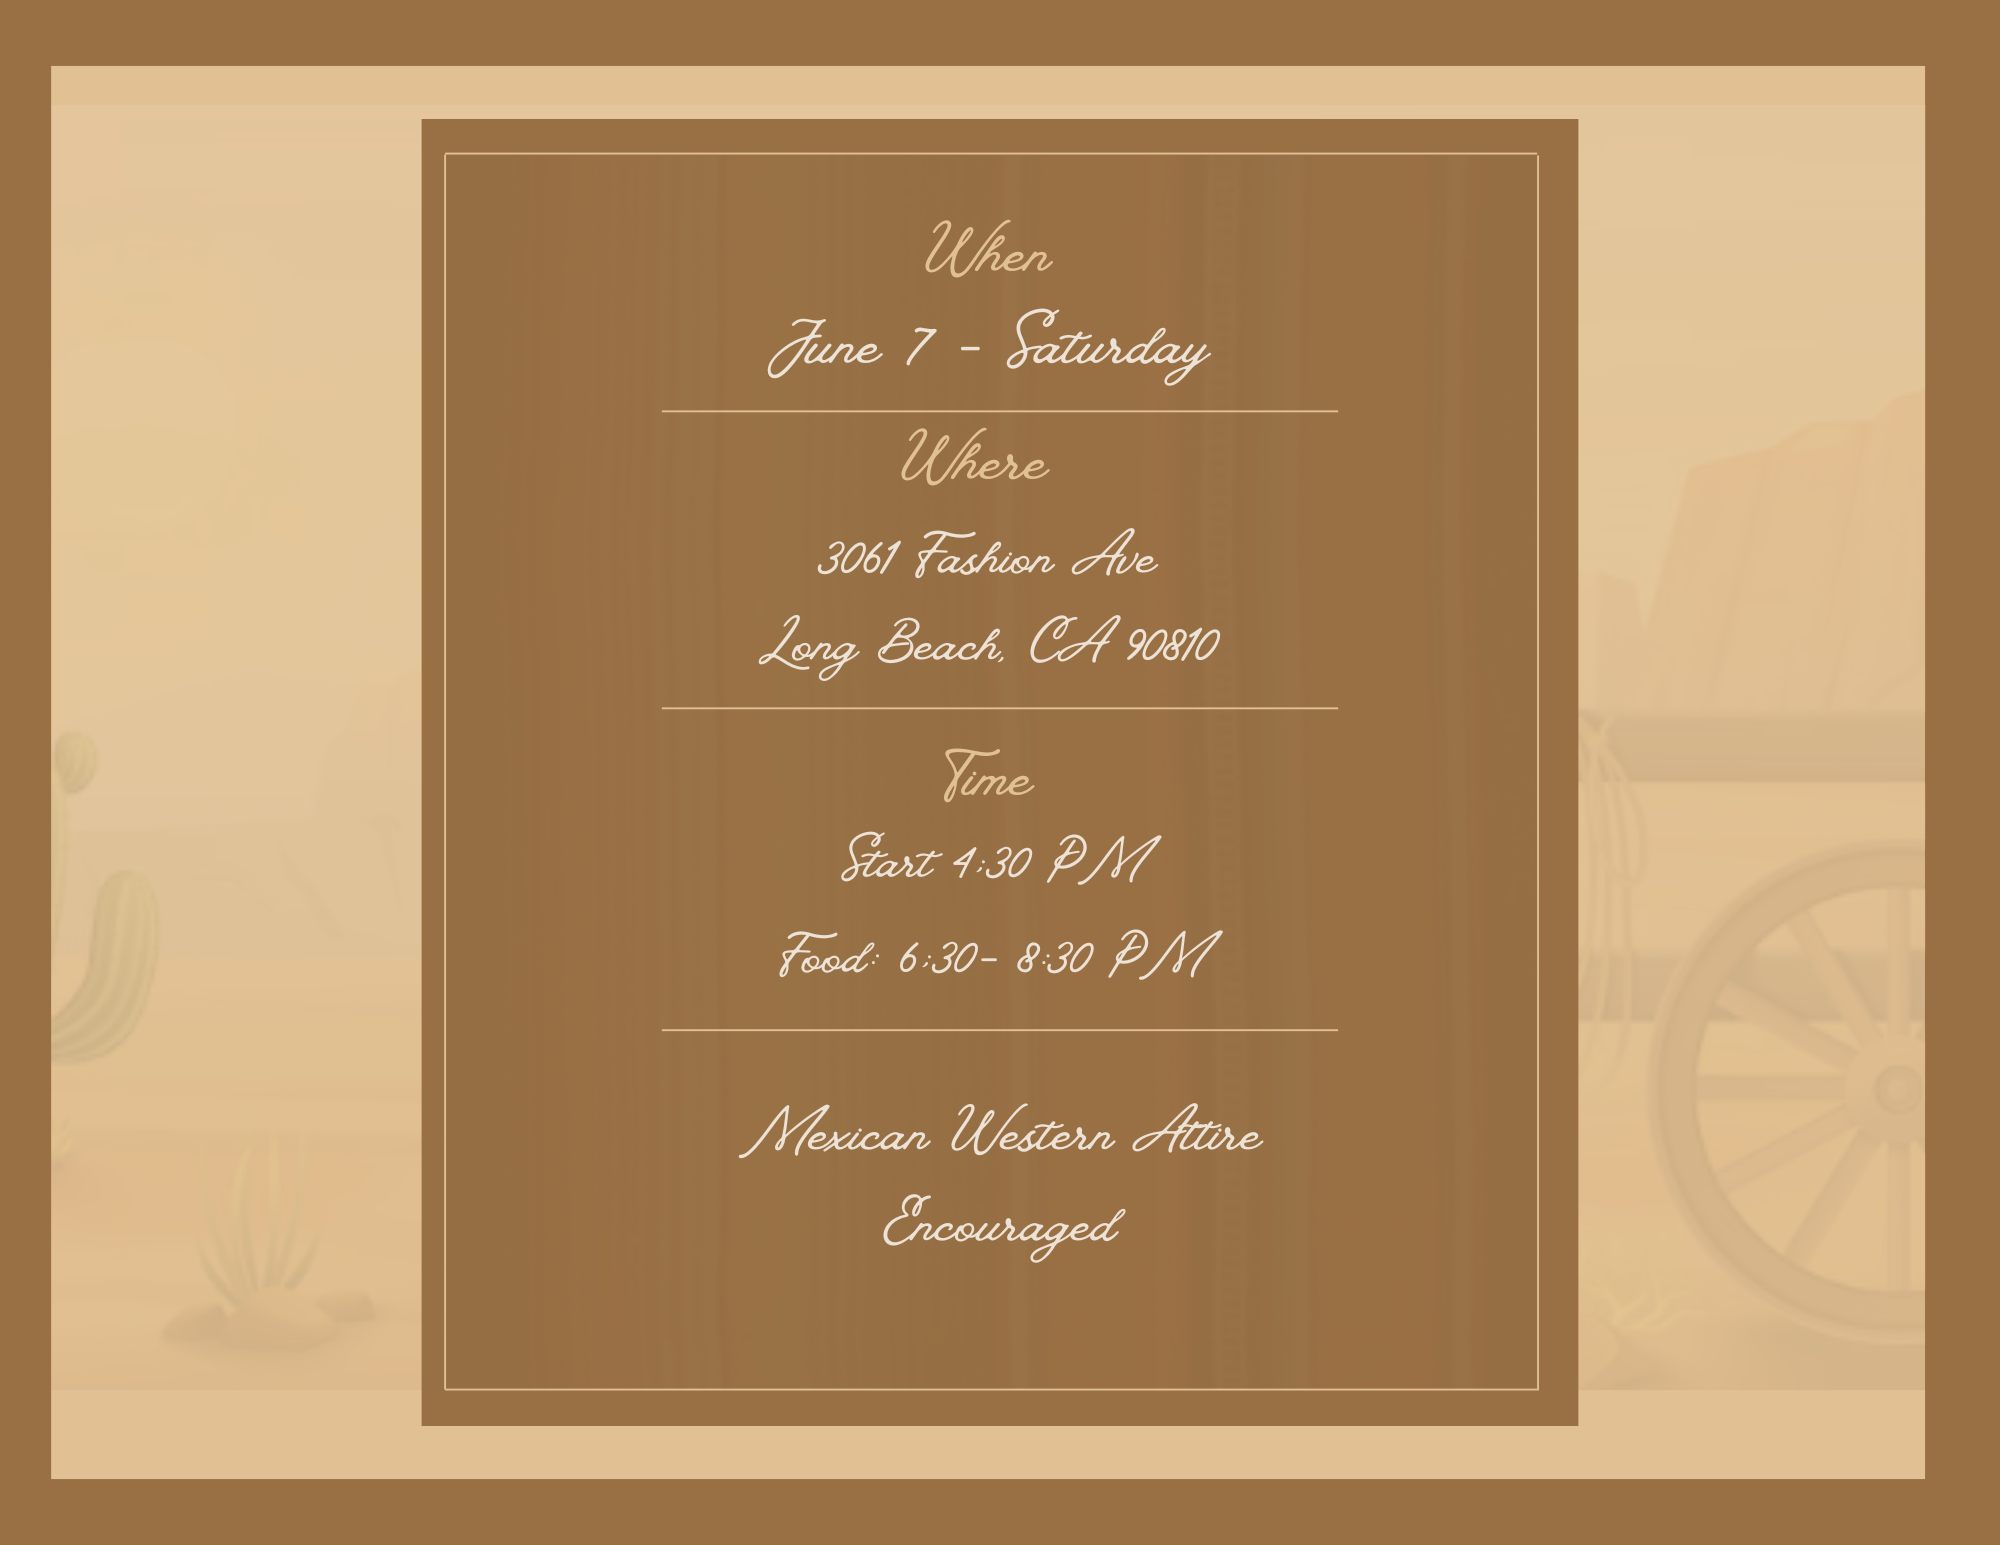 When
June 7 - Saturday
Where
3061 Fashion Ave
Long Beach, CA 90810
Time
Start 4:30 PM
Food: 6:30- 8:30 PM
Mexican Western Attire
Encouraged